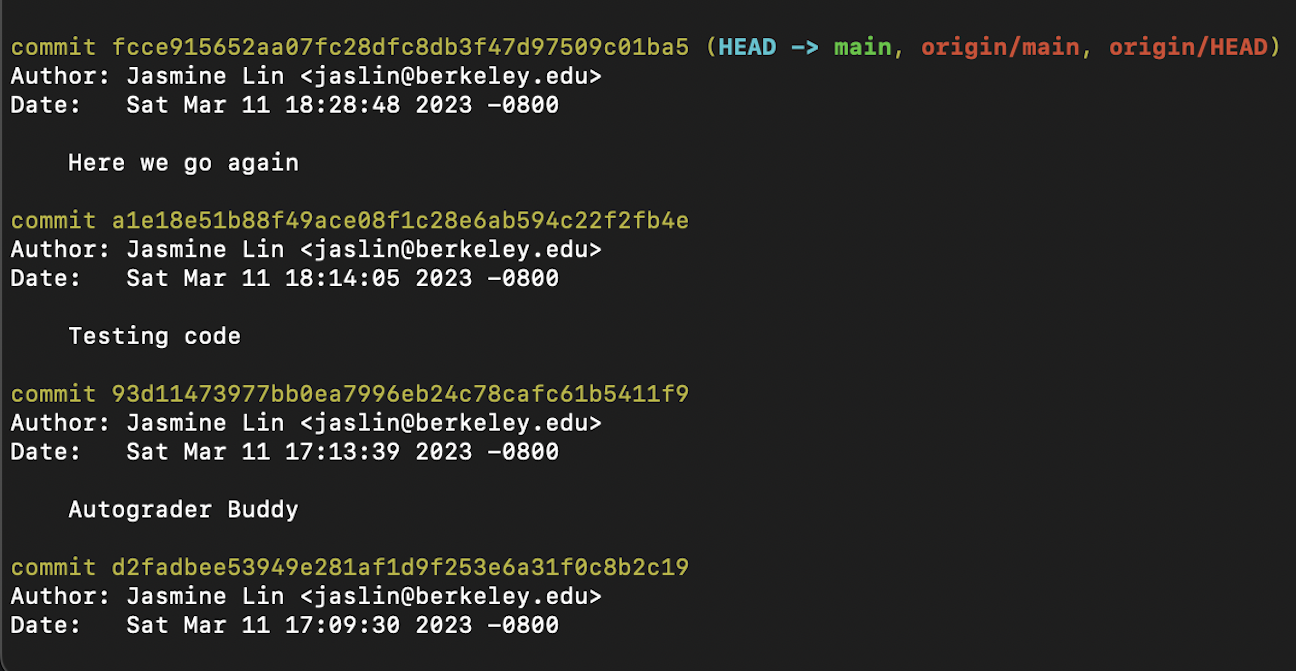 commit fcce915652aa07fc28dfc8db3f47d97509c01ba5 (HEAD -> main, origin/main, origin/HEAD)
Author: Jasmine Lin <jaslin@berkeley.edu>
Date:   Sat Mar 11 18:28:48 2023 -0800
    Here we go again
commit a1e18e51b88f49ace08f1c28e6ab594c22f2fb4e
Author: Jasmine Lin <jaslin@berkeley.edu>
Date:   Sat Mar 11 18:14:05 2023 -0800
    Testing code
commit 93d11473977bb0ea7996eb24c78cafc61b5411f9
Author: Jasmine Lin <jaslin@berkeley.edu>
Date:   Sat Mar 11 17:13:39 2023 -0800
    Autograder Buddy
commit d2fadbee53949e281af1d9f253e6a31f0c8b2c19
Author: Jasmine Lin <jaslin@berkeley.edu>
Date:   Sat Mar 11 17:09:30 2023 -0800